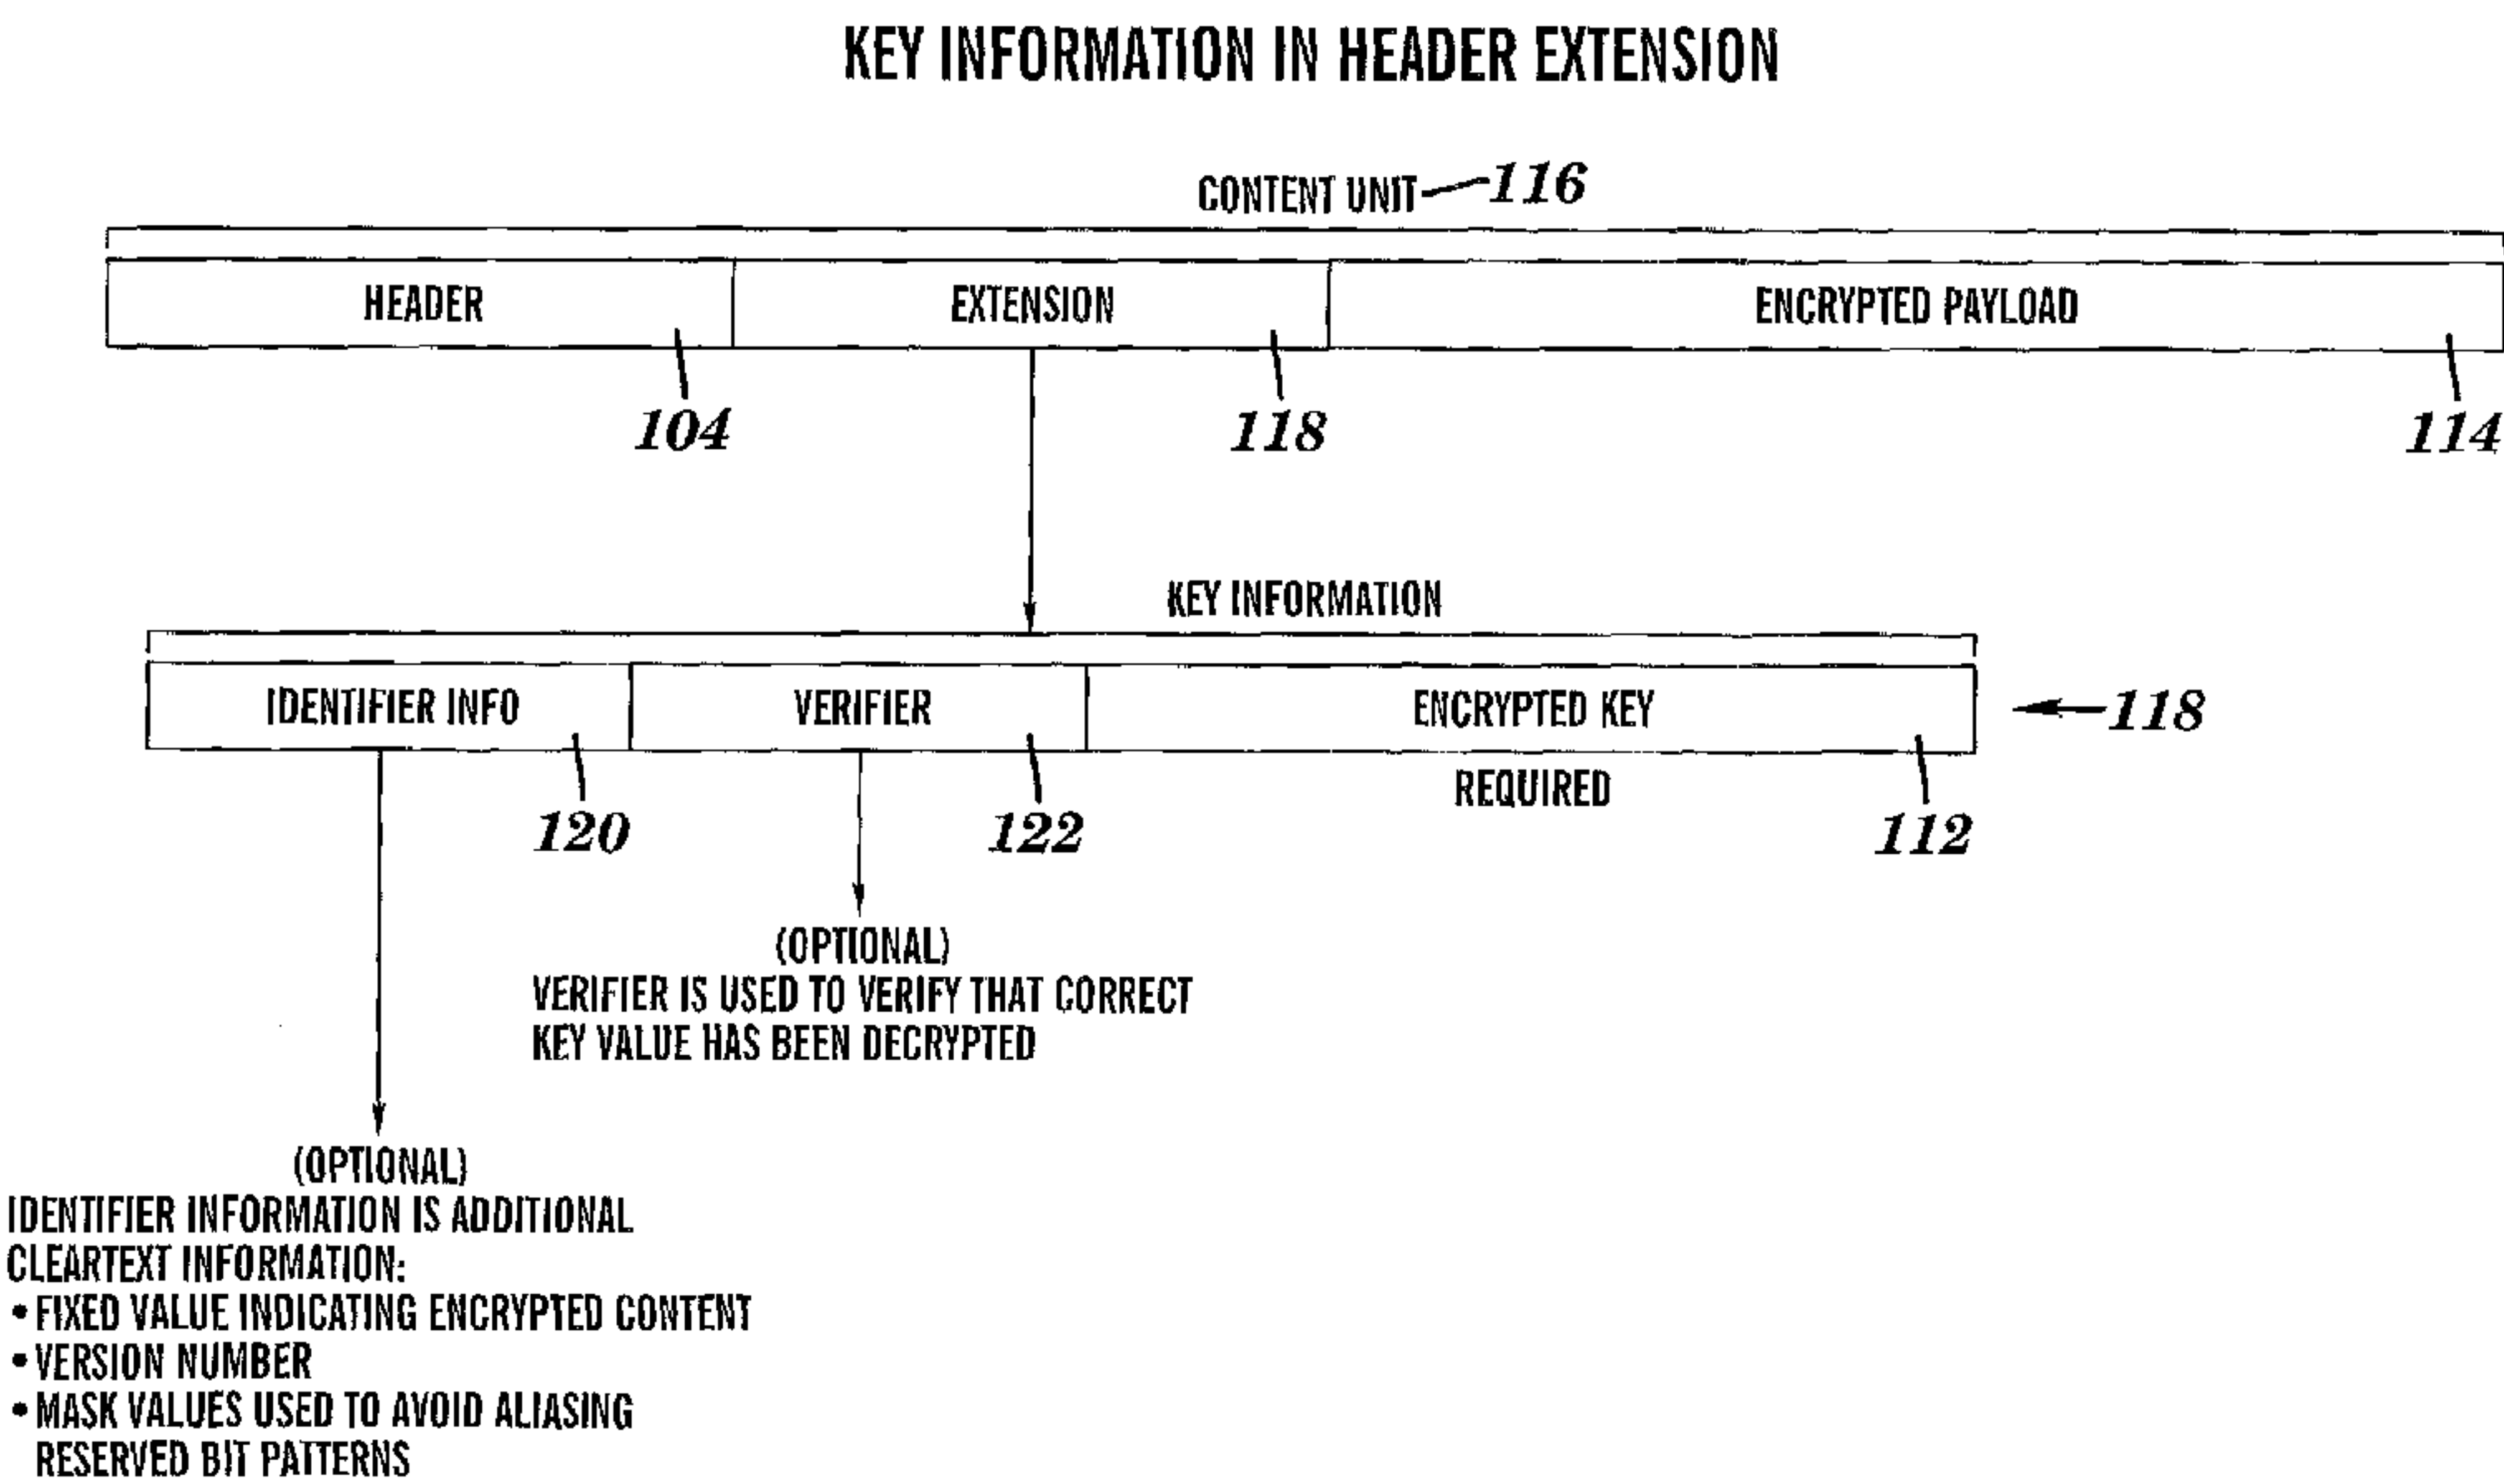 KEY INFORMATION IN HEADER EXTENSION
CONTENT UNIT 116
HEADER EXTENSION ENCRYPTED PAYLOAD
104 118 114
KEY INFORMATION
IDENTIFIER INFO VERIFIER ENCRYPTED KEY 118
REQUIRED
120 122 112
(OPTIONAL)
VERIFIER IS USED TO VERIFY THAT CORRECT
KEY VALUE HAS BEEN DECRYPTED
(OPTIONAL)
IDENTIFIER INFORMATION IS ADDITIONAL
CLEARTEXT INFORMATION:
• FIXED VALUE INDICATING ENCRYPTED CONTENT
• VERSION NUMBER
• MASK VALUES USED TO AVOID ALIASING
RESERVED BIT PATTERNS